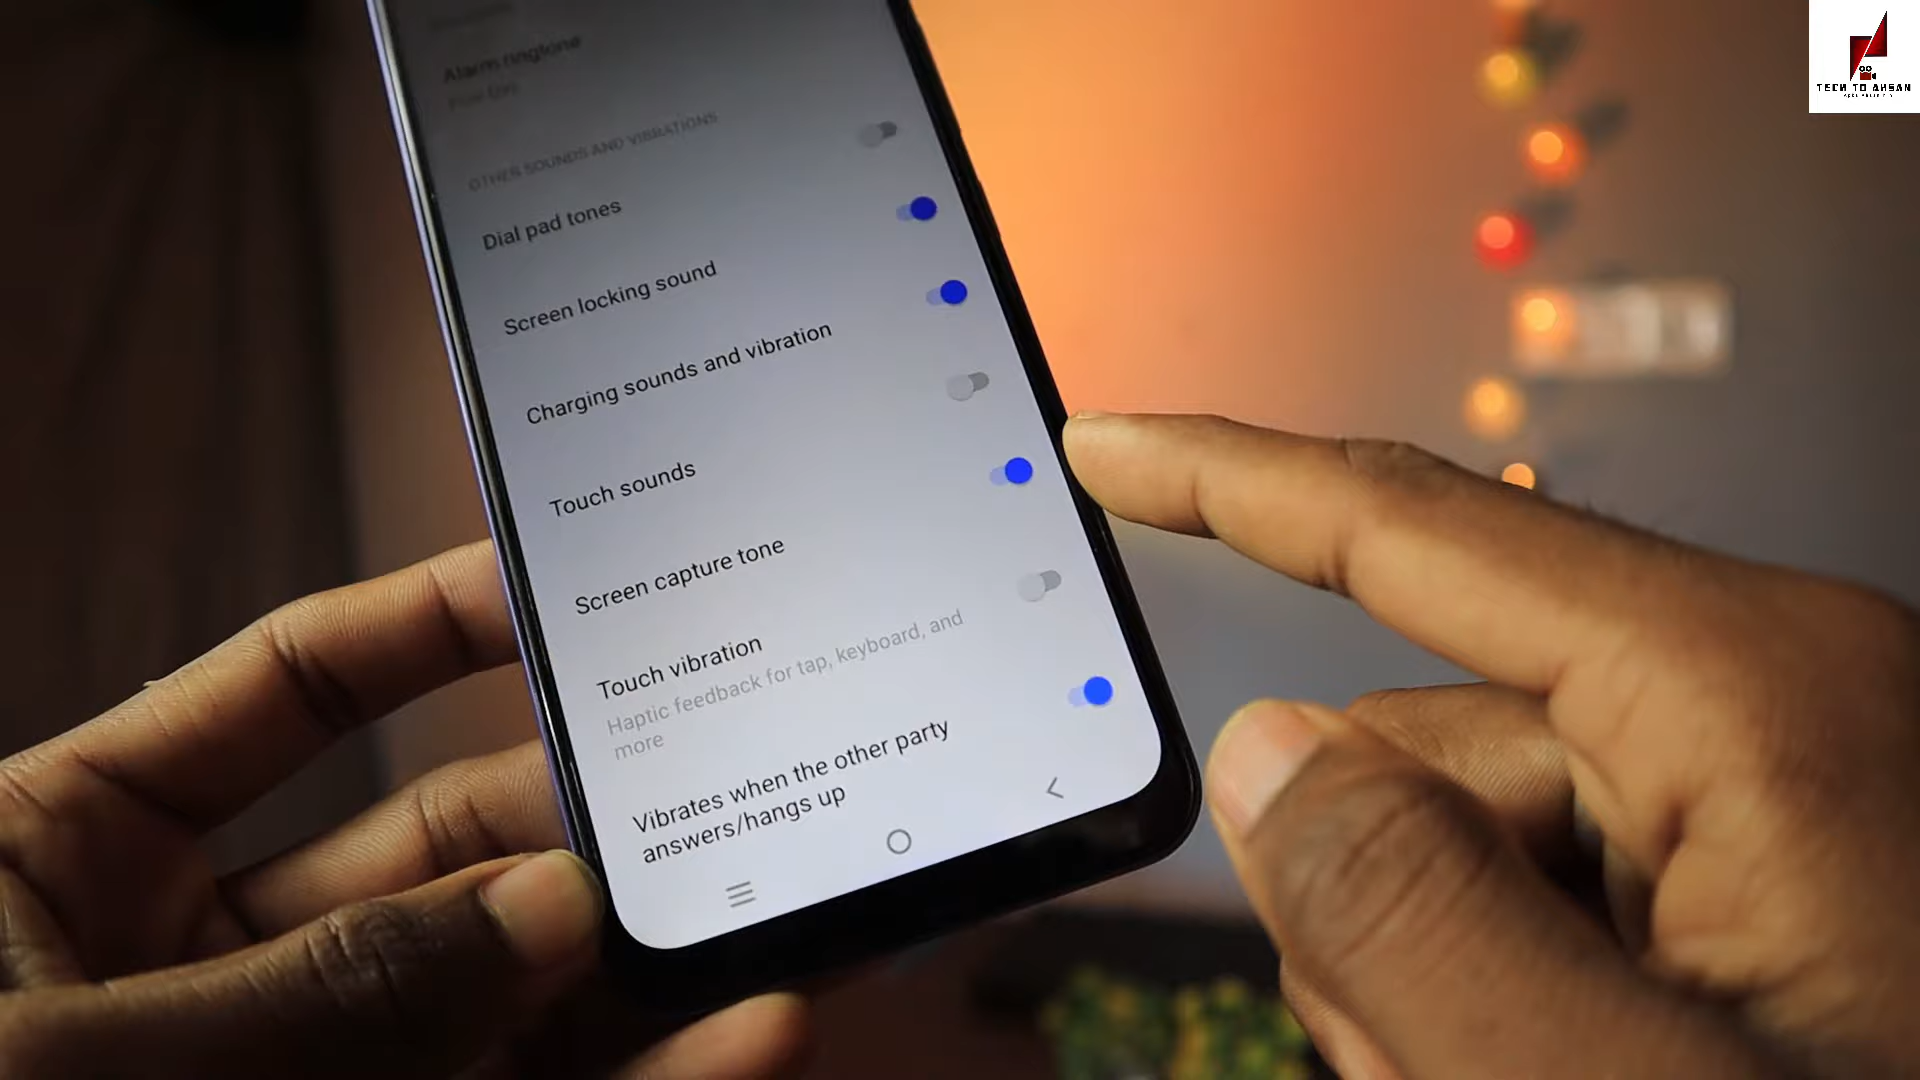 Alarm ringtone
OTHER SOUNDS AND VIBRATIONS
Dial pad tones
Screen locking sound
Charging sounds and vibration
Touch sounds
Screen capture tone
Touch vibration
Haptic feedback for tap, keyboard, and
more
Vibrates when the other party
answers/hangs up
TECH TO AHSAN